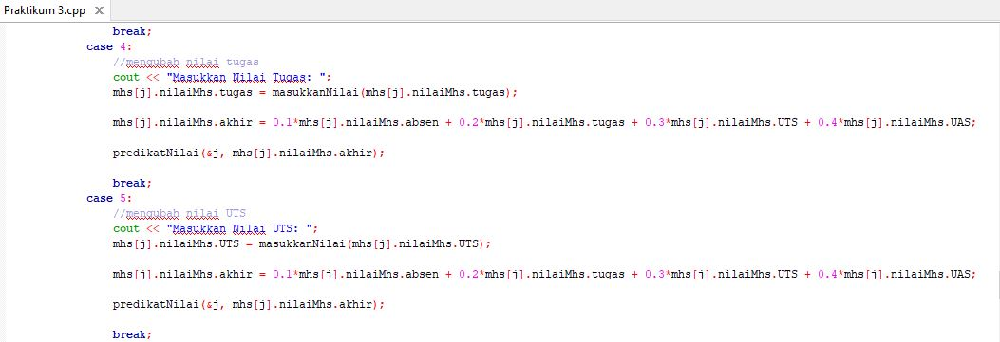 Praktikum 3.cpp X
break;
case 4:
//mengubah nilai tugas
cout << "Masukkan Nilai Tugas: ";
mhs[j].nilaiMhs.tugas = masukkanNilai(mhs[j].nilaiMhs.tugas);
mhs[j].nilaiMhs.akhir = 0.1*mhs[j].nilaiMhs.absen + 0.2*mhs[j].nilaiMhs.tugas + 0.3*mhs[j].nilaiMhs.UTS + 0.4*mhs[j].nilaiMhs.UAS;
predikatNilai(&j, mhs[j].nilaiMhs.akhir);
break;
case 5:
//mengubah nilai UTS
cout << "Masukkan Nilai UTS: ";
mhs[j].nilaiMhs.UTS = masukkanNilai(mhs[j].nilaiMhs.UTS);
mhs[j].nilaiMhs.akhir = 0.1*mhs[j].nilaiMhs.absen + 0.2*mhs[j].nilaiMhs.tugas + 0.3*mhs[j].nilaiMhs.UTS + 0.4*mhs[j].nilaiMhs.UAS;
predikatNilai(&j, mhs[j].nilaiMhs.akhir);
break;